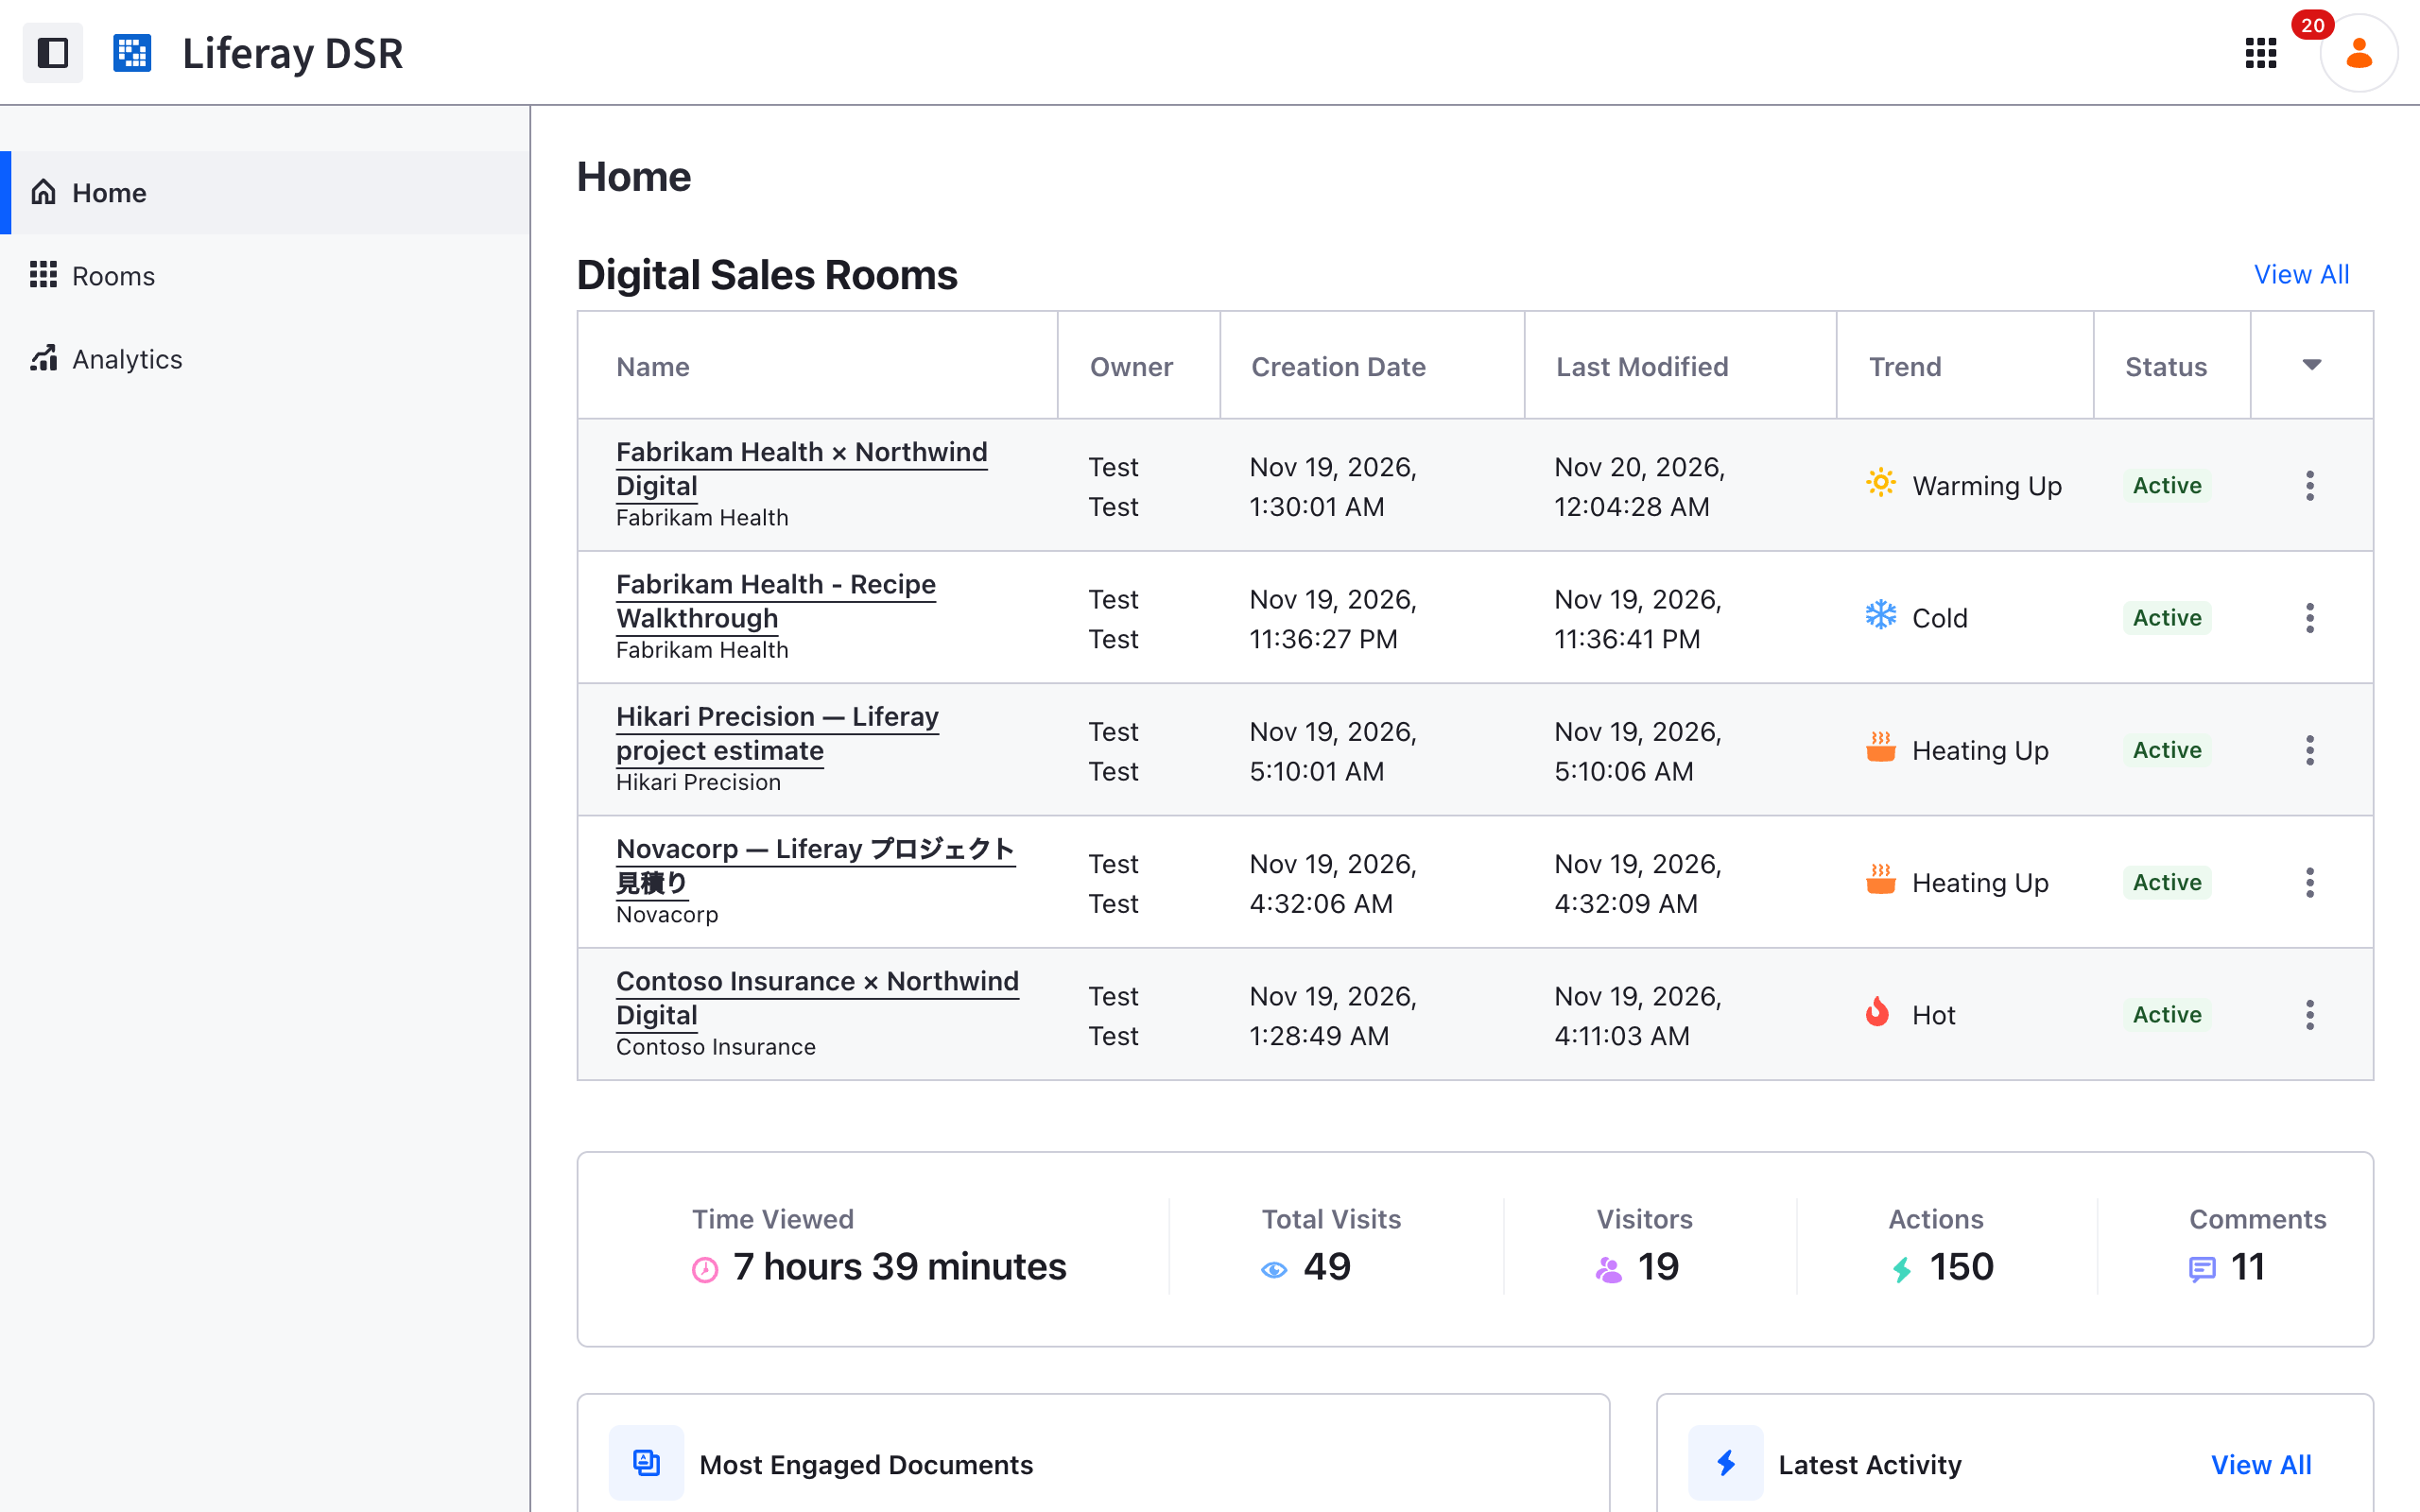 Liferay DSR
20
Home
Rooms
Analytics
Home
Digital Sales Rooms
View All
Name
Owner
Creation Date
Last Modified
Trend
Status
Fabrikam Health × Northwind
Digital
Fabrikam Health
Test
Test
Nov 19, 2026,
1:30:01 AM
Nov 20, 2026,
12:04:28 AM
Warming Up
Active
Fabrikam Health - Recipe
Walkthrough
Fabrikam Health
Test
Test
Nov 19, 2026,
11:36:27 PM
Nov 19, 2026,
11:36:41 PM
Cold
Active
Hikari Precision — Liferay
project estimate
Hikari Precision
Test
Test
Nov 19, 2026,
5:10:01 AM
Nov 19, 2026,
5:10:06 AM
Heating Up
Active
Novacorp — Liferay プロジェクト
見積り
Novacorp
Test
Test
Nov 19, 2026,
4:32:06 AM
Nov 19, 2026,
4:32:09 AM
Heating Up
Active
Contoso Insurance × Northwind
Digital
Contoso Insurance
Test
Test
Nov 19, 2026,
1:28:49 AM
Nov 19, 2026,
4:11:03 AM
Hot
Active
Time Viewed
7 hours 39 minutes
Total Visits
49
Visitors
19
Actions
150
Comments
11
Most Engaged Documents
Latest Activity
View All